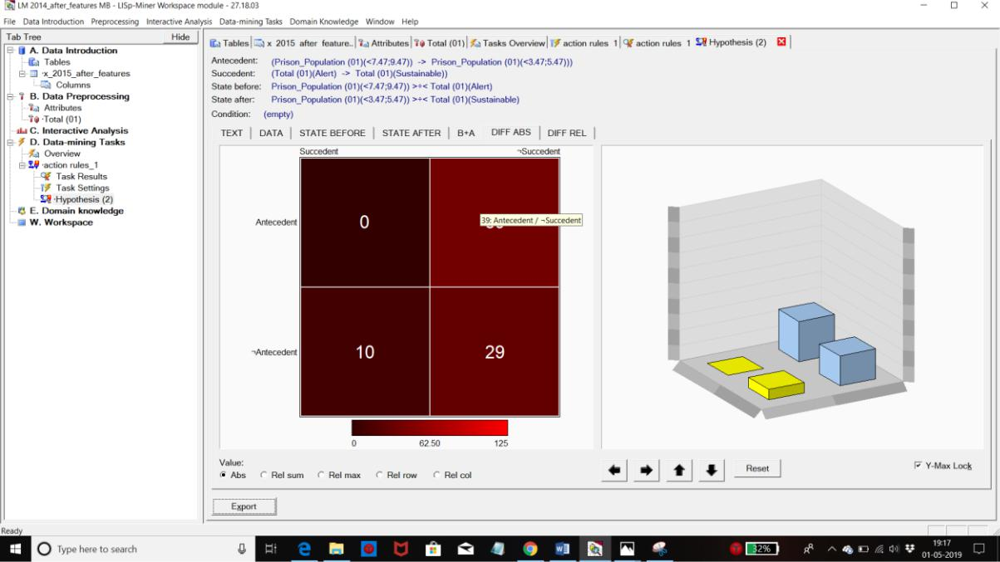 LM 2014_after_features MB - LISp-Miner Workspace module - 27.18.03
File Data Introduction Preprocessing Interactive Analysis Data-mining Tasks Domain Knowledge Window Help
Tab Tree Hide
A. Data Introduction
Tables
·x_2015_after_features
Columns
B. Data Preprocessing
Attributes
·Total (01)
C. Interactive Analysis
D. Data-mining Tasks
Overview
·action rules_1
Task Results
Task Settings
·Hypothesis (2)
E. Domain knowledge
W. Workspace
Tables x 2015 after feature.. Attributes Total (01) Tasks Overview action rules 1 action rules 1 Hypothesis (2)
Antecedent: (Prison_Population (01)(<7.47;9.47)) -> Prison_Population (01)(<3.47;5.47)))
Succedent: (Total (01)(Alert) -> Total (01)(Sustainable))
State before: Prison_Population (01)(<7.47;9.47)) >÷< Total (01)(Alert)
State after: Prison_Population (01)(<3.47;5.47)) >÷< Total (01)(Sustainable)
Condition: (empty)
TEXT DATA STATE BEFORE STATE AFTER B+A DIFF ABS DIFF REL
Succedent ¬Succedent
Antecedent 0 39: Antecedent / ¬Succedent
¬Antecedent 10 29
0 62.50 125
Value:
Abs Rel sum Rel max Rel row Rel col
Reset
Y-Max Lock
Export
Ready
Type here to search
32%
19:17
01-05-2019